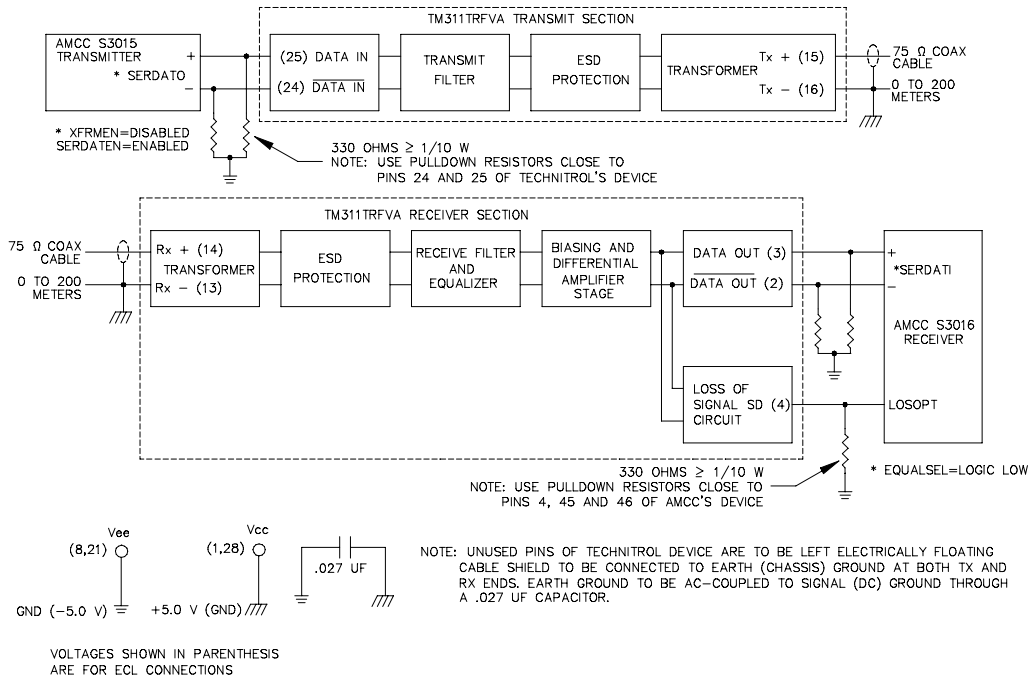 TM311TRFVA TRANSMIT SECTION
AMCC S3015
TRANSMITTER
+
* SERDATO
−
(25) DATA IN
(24) DATA IN
TRANSMIT
FILTER
ESD
PROTECTION
TRANSFORMER
Tx + (15)
Tx − (16)
75 Ω COAX
CABLE
0 TO 200
METERS
* XFRMEN=DISABLED
SERDATEN=ENABLED
330 OHMS ≥ 1/10 W
NOTE: USE PULLDOWN RESISTORS CLOSE TO
PINS 24 AND 25 OF TECHNITROL'S DEVICE
TM311TRFVA RECEIVER SECTION
75 Ω COAX
CABLE
0 TO 200
METERS
Rx + (14)
TRANSFORMER
Rx − (13)
ESD
PROTECTION
RECEIVE FILTER
AND
EQUALIZER
BIASING AND
DIFFERENTIAL
AMPLIFIER
STAGE
DATA OUT (3)
DATA OUT (2)
+
*SERDATI
−
AMCC S3016
RECEIVER
LOSS OF
SIGNAL SD (4)
CIRCUIT
LOSOPT
330 OHMS ≥ 1/10 W
NOTE: USE PULLDOWN RESISTORS CLOSE TO
PINS 4, 45 AND 46 OF AMCC'S DEVICE
* EQUALSEL=LOGIC LOW
Vee
(8,21)
GND (−5.0 V)
Vcc
(1,28)
+5.0 V (GND)
.027 UF
NOTE: UNUSED PINS OF TECHNITROL DEVICE ARE TO BE LEFT ELECTRICALLY FLOATING
CABLE SHIELD TO BE CONNECTED TO EARTH (CHASSIS) GROUND AT BOTH TX AND
RX ENDS. EARTH GROUND TO BE AC-COUPLED TO SIGNAL (DC) GROUND THROUGH
A .027 UF CAPACITOR.
VOLTAGES SHOWN IN PARENTHESIS
ARE FOR ECL CONNECTIONS